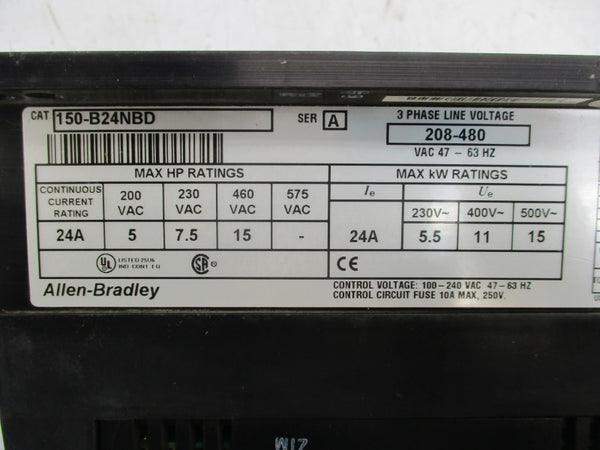 CAT 150-B24NBD SER A 3 PHASE LINE VOLTAGE
208-480
VAC 47 - 63 HZ
MAX HP RATINGS
CONTINUOUS CURRENT RATING 200 VAC 230 VAC 460 VAC 575 VAC
24A 5 7.5 15 -
MAX kW RATINGS
Ie Ue
230V~ 400V~ 500V~
24A 5.5 11 15
UL LISTED 25U6 IND CONT EQ
SA ®
CE
Allen-Bradley
CONTROL VOLTAGE: 100-240 VAC 47-63 HZ
CONTROL CIRCUIT FUSE 10A MAX, 250V.